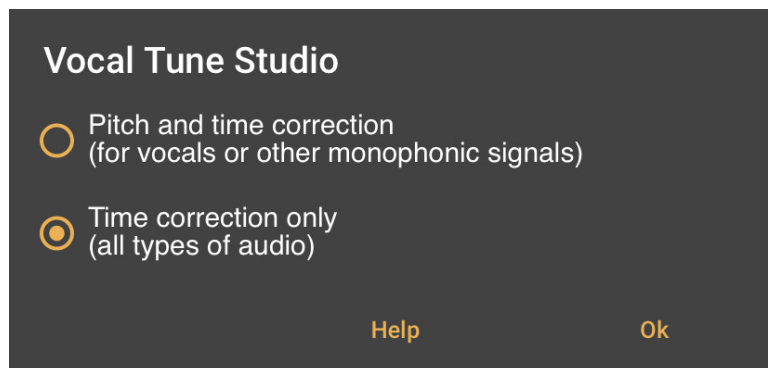 Vocal Tune Studio
Pitch and time correction
(for vocals or other monophonic signals)
Time correction only
(all types of audio)
Help
Ok